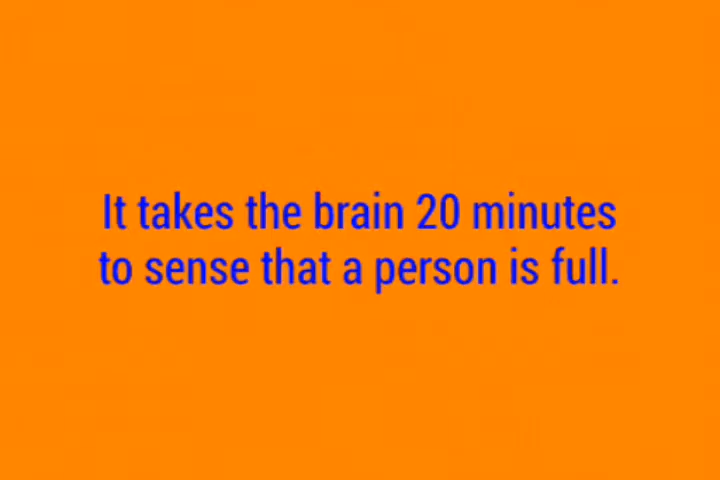 It takes the brain 20 minutes
to sense that a person is full.